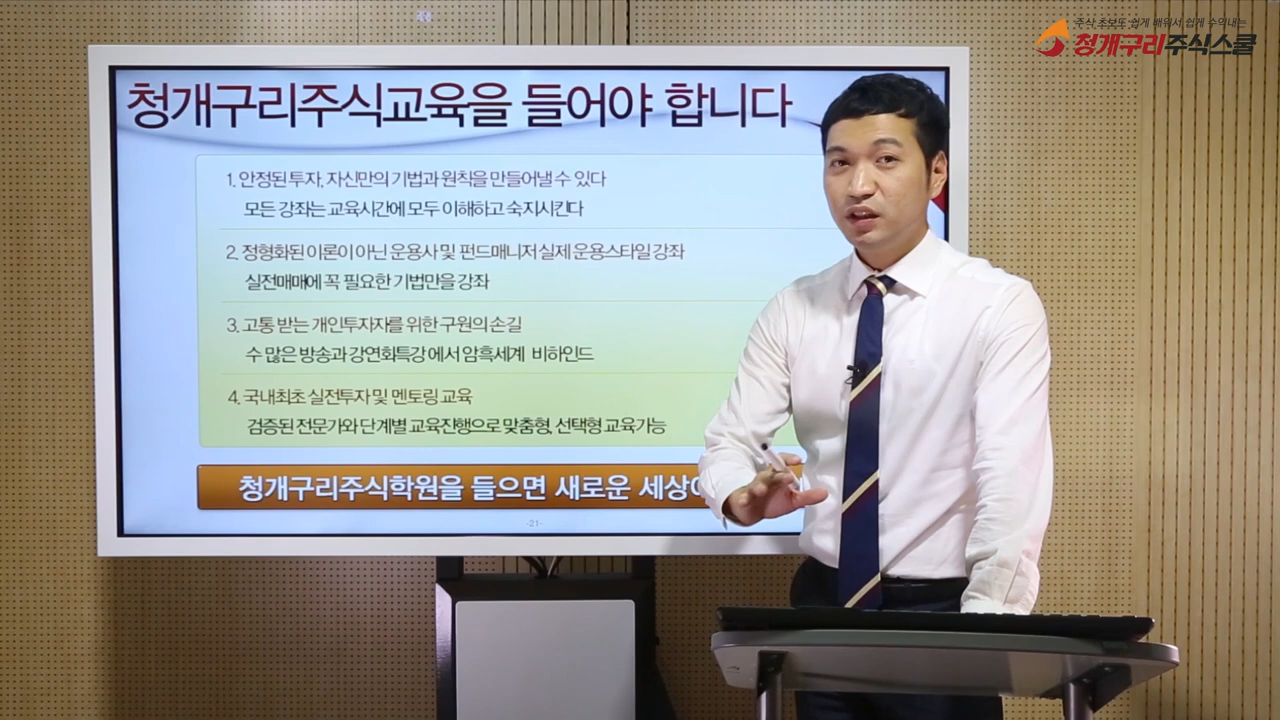 주식 초보도 쉽게 배워서 쉽게 수익내는
청개구리주식스쿨
청개구리주식교육을 들어야 합니다
1. 안정된 투자, 자신만의 기법과 원칙을 만들어낼 수 있다
모든 강좌는 교육시간에 모두 이해하고 숙지시킨다
2. 정형화된 이론이 아닌 운용사 및 펀드매니저 실제 운용스타일 강좌
실전매매에 꼭 필요한 기법만을 강좌
3. 고통 받는 개인투자자를 위한 구원의 손길
수 많은 방송과 강연회특강 에서 암흑세계 비하인드
4. 국내최초 실전투자 및 멘토링 교육
검증된 전문가와 단계별 교육진행으로 맞춤형, 선택형 교육가능
청개구리주식학원을 들으면 새로운 세상이
-21-